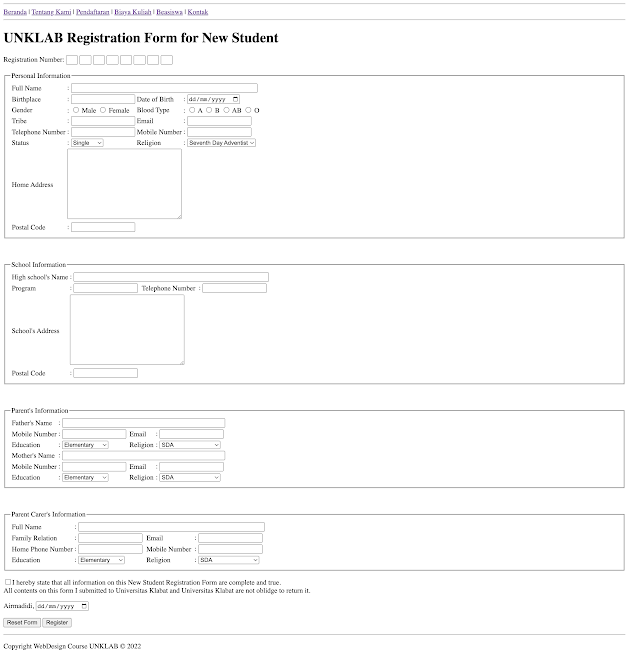 Beranda | Tentang Kami | Pendaftaran | Biaya Kuliah | Beasiswa | Kontak
UNKLAB Registration Form for New Student
Registration Number:
Personal Information
Full Name :
Birthplace : Date of Birth : dd/mm/yyyy
Gender : Male Female Blood Type : A B AB O
Tribe : Email :
Telephone Number : Mobile Number :
Status : Single Religion : Seventh Day Adventist
Home Address
Postal Code :
School Information
High school's Name :
Program : Telephone Number :
School's Address
Postal Code :
Parent's Information
Father's Name :
Mobile Number : Email :
Education : Elementary Religion : SDA
Mother's Name :
Mobile Number : Email :
Education : Elementary Religion : SDA
Parent Carer's Information
Full Name :
Family Relation : Email :
Home Phone Number : Mobile Number :
Education : Elementary Religion : SDA
I hereby state that all information on this New Student Registration Form are complete and true.
All contents on this form I submitted to Universitas Klabat and Universitas Klabat are not oblidge to return it.
Airmadidi, dd/mm/yyyy
Reset Form Register
Copyright WebDesign Course UNKLAB © 2022